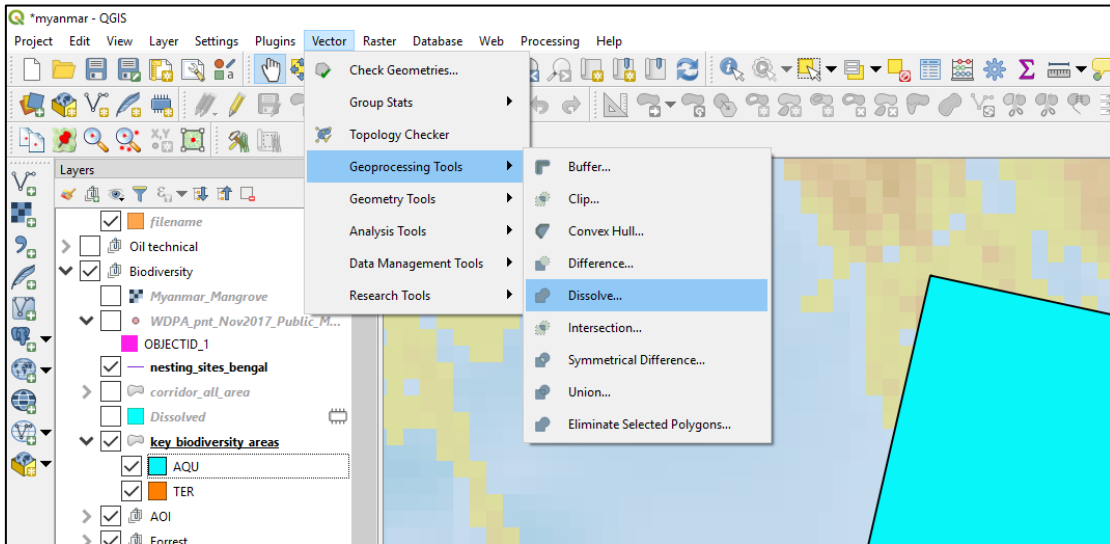 *myanmar - QGIS
Project Edit View Layer Settings Plugins Vector Raster Database Web Processing Help
Check Geometries...
Group Stats
Topology Checker
Geoprocessing Tools
Geometry Tools
Analysis Tools
Data Management Tools
Research Tools
Buffer...
Clip...
Convex Hull...
Difference...
Dissolve...
Intersection...
Symmetrical Difference...
Union...
Eliminate Selected Polygons...
X,Y
Layers
filename
Oil technical
Biodiversity
Myanmar_Mangrove
WDPA_pnt_Nov2017_Public_M...
OBJECTID_1
nesting_sites_bengal
corridor_all_area
Dissolved
key_biodiversity_areas
AQU
TER
AOI
Forrest